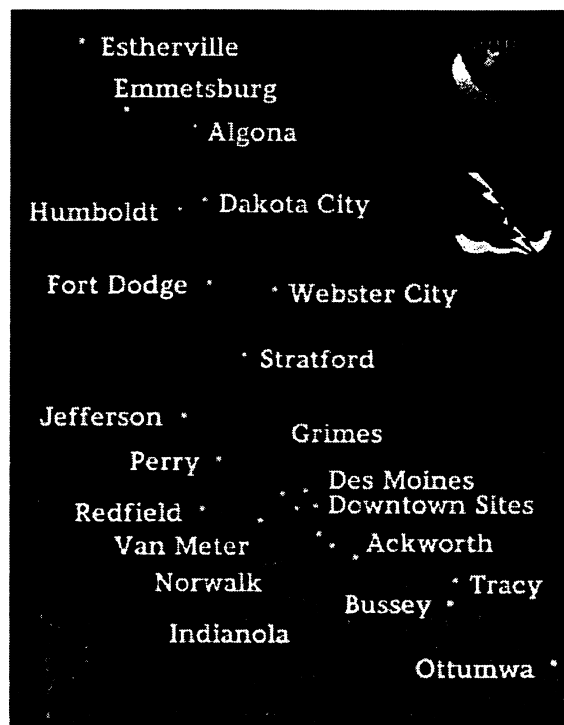 Estherville
Emmetsburg
Algona
Humboldt
Dakota City
Fort Dodge
Webster City
Stratford
Jefferson
Grimes
Perry
Des Moines
Redfield
Downtown Sites
Van Meter
Ackworth
Norwalk
Tracy
Bussey
Indianola
Ottumwa